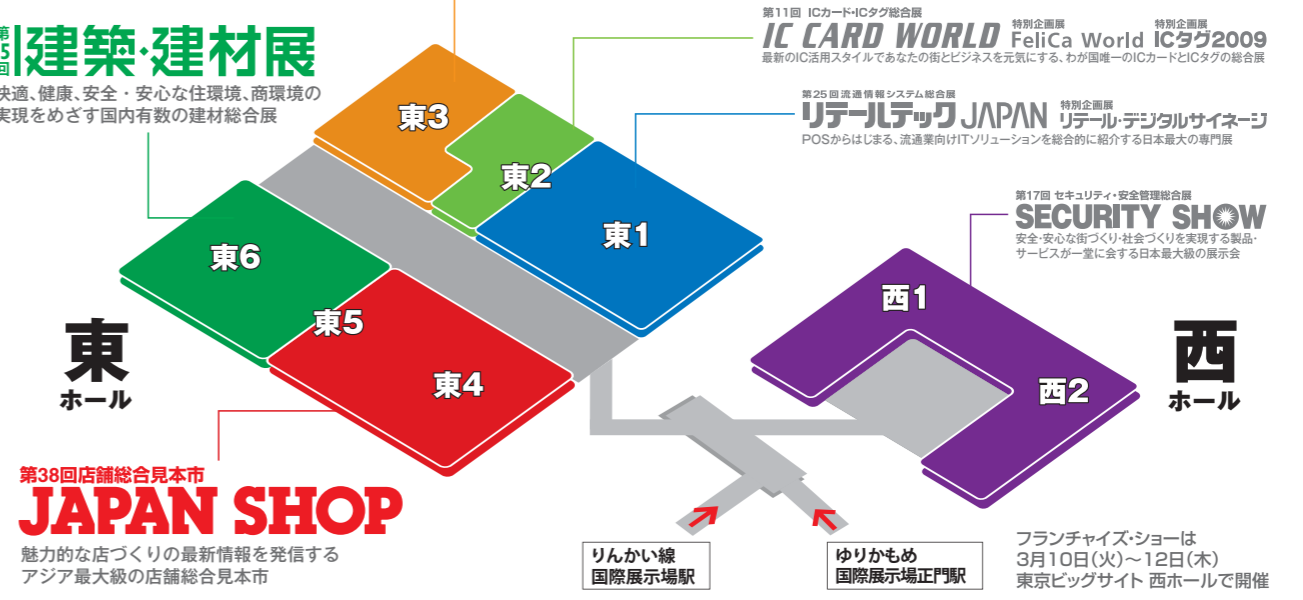 第11回 ICカード・ICタグ総合展
IC CARD WORLD 特別企画展 FeliCa World 特別企画展 ICタグ2009
最新のIC活用スタイルであなたの街とビジネスを元気にする、わが国唯一のICカードとICタグの総合展
建築・建材展
快適、健康、安全・安心な住環境、商環境の
実現をめざす国内有数の建材総合展
第25回流通情報システム総合展
リテールテックJAPAN 特別企画展 リテール・デジタルサイネージ
POSからはじまる、流通業向けITソリューションを総合的に紹介する日本最大の専門展
第17回 セキュリティ・安全管理総合展
SECURITY SHOW
安全・安心な街づくり・社会づくりを実現する製品・
サービスが一堂に会する日本最大級の展示会
東3
東2
東1
東6
東5
東4
西1
西2
東
ホール
西
ホール
第38回店舗総合見本市
JAPAN SHOP
魅力的な店づくりの最新情報を発信する
アジア最大級の店舗総合見本市
りんかい線
国際展示場駅
ゆりかもめ
国際展示場正門駅
フランチャイズ・ショーは
3月10日(火)～12日(木)
東京ビッグサイト 西ホールで開催